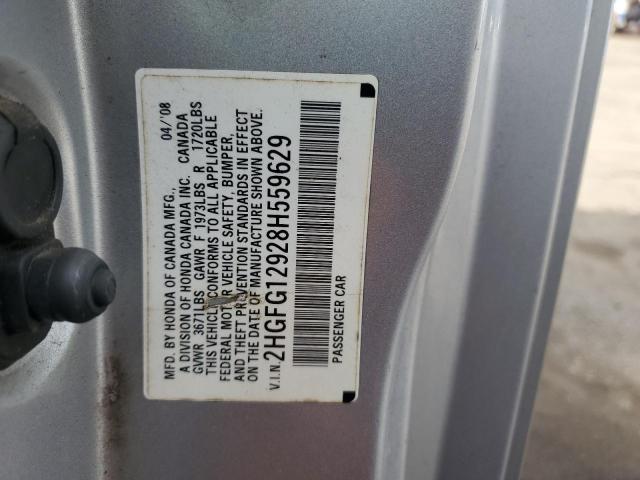 MFD. BY HONDA OF CANADA MFG., 04/'08
A DIVISION OF HONDA CANADA INC. CANADA
GVWR 3671LBS GAWR F 1973LBS R 1720LBS
THIS VEHICLE CONFORMS TO ALL APPLICABLE
FEDERAL MOTOR VEHICLE SAFETY, BUMPER,
AND THEFT PREVENTION STANDARDS IN EFFECT
ON THE DATE OF MANUFACTURE SHOWN ABOVE.
V.I.N. 2HGFG12928H559629
PASSENGER CAR